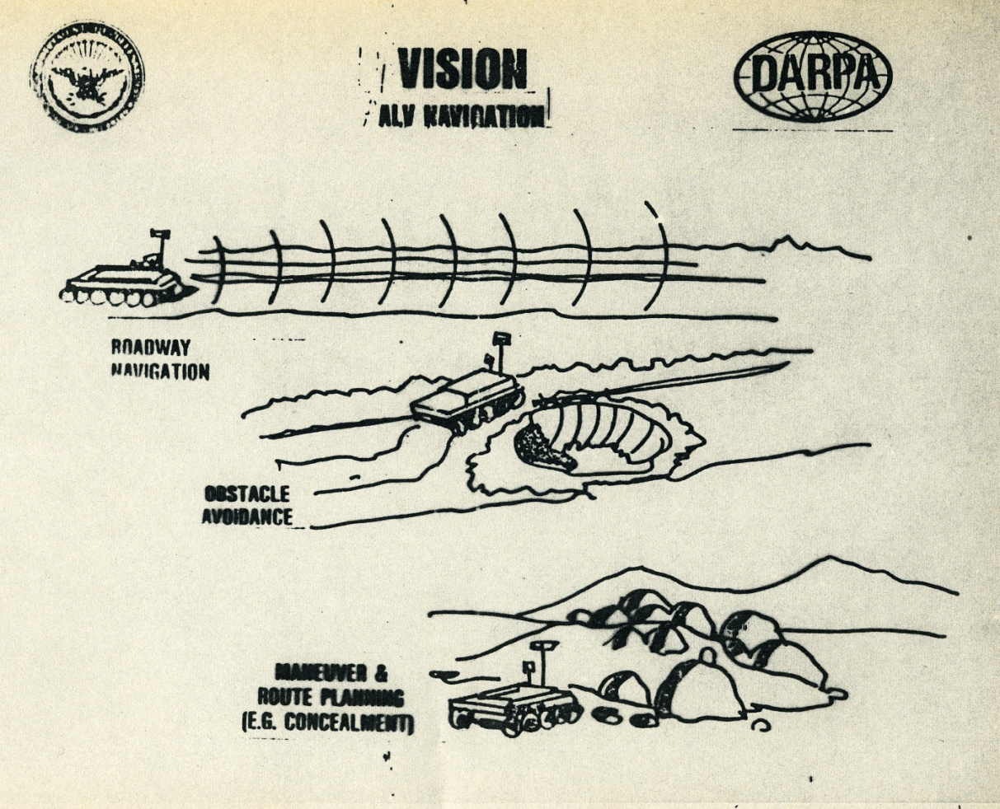 VISION
ALV NAVIGATION
DARPA
ROADWAY
NAVIGATION
OBSTACLE
AVOIDANCE
MANEUVER &
ROUTE PLANNING
(E.G. CONCEALMENT)